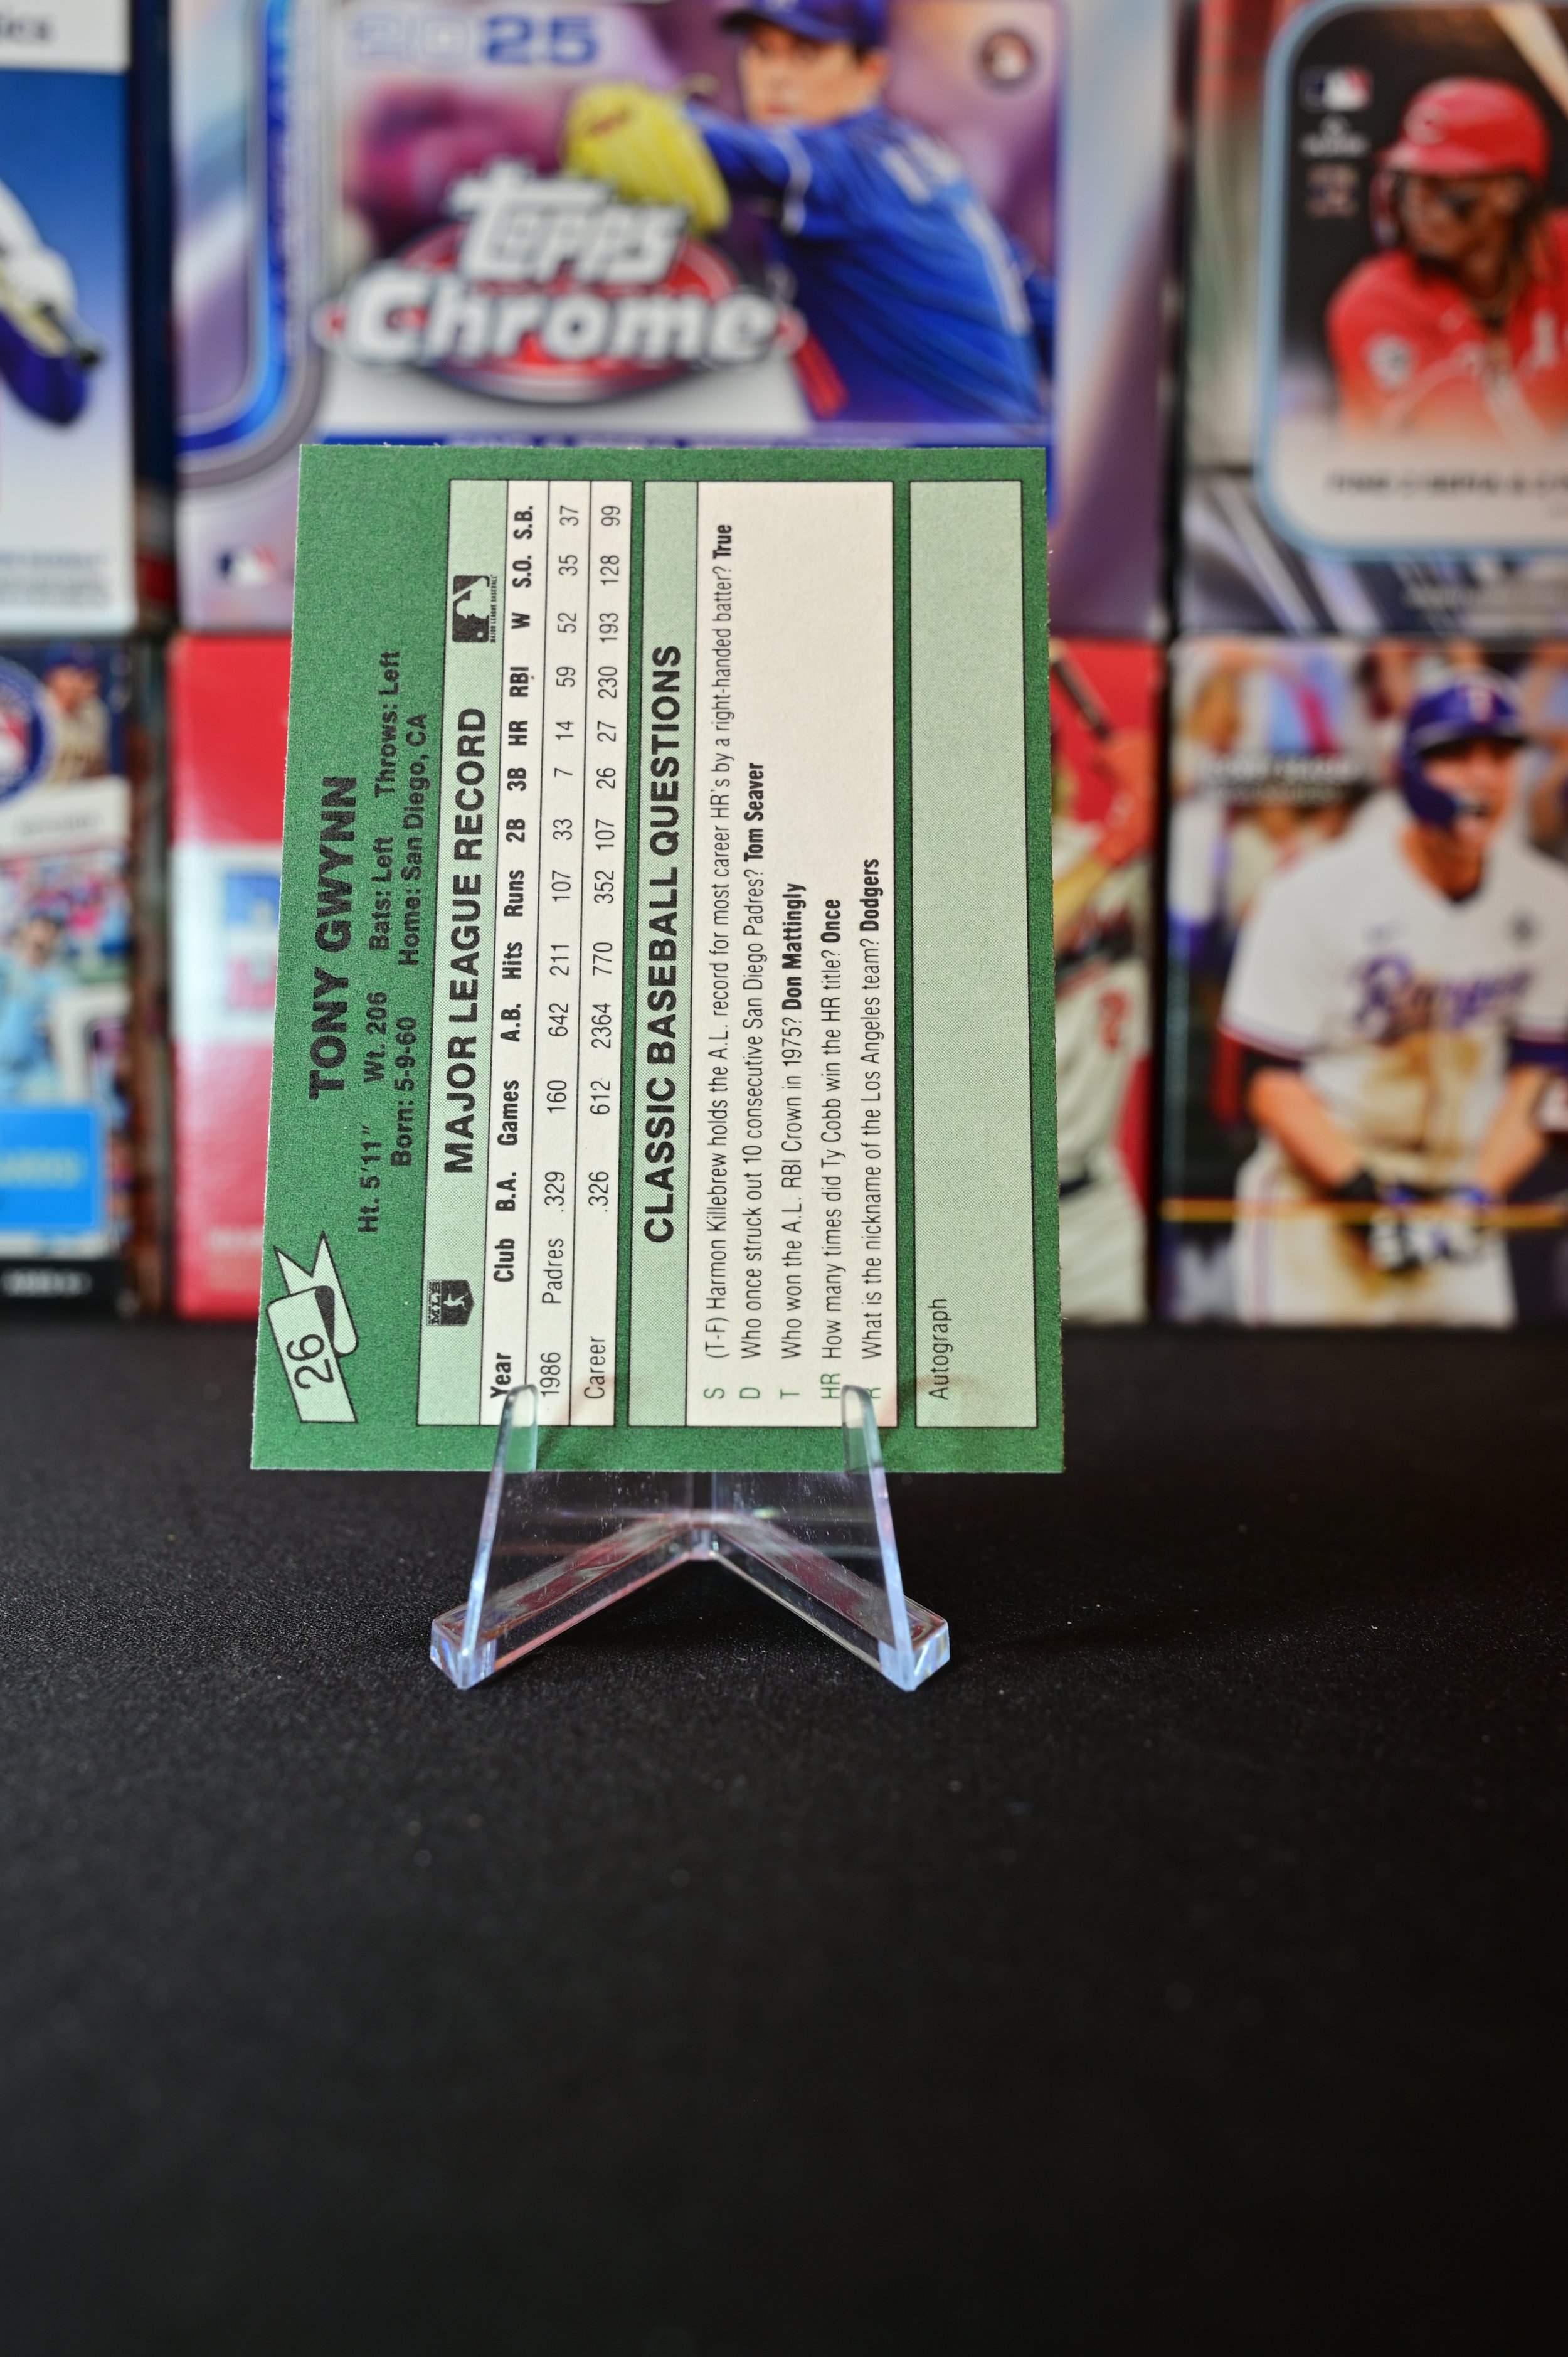 2025
Topps
Chrome
26
TONY GWYNN
Ht. 5'11" Wt. 206 Bats: Left Throws: Left
Born: 5-9-60 Home: San Diego, CA
MLB
MAJOR LEAGUE RECORD
MAJOR LEAGUE BASEBALL
Year Club B.A. Games A.B. Hits Runs 2B 3B HR RBI W S.O. S.B.
1986 Padres .329 160 642 211 107 33 7 14 59 52 35 37
Career .326 612 2364 770 352 107 26 27 230 193 128 99
CLASSIC BASEBALL QUESTIONS
S (T-F) Harmon Killebrew holds the A.L. record for most career HR's by a right-handed batter? True
D Who once struck out 10 consecutive San Diego Padres? Tom Seaver
T Who won the A.L. RBI Crown in 1975? Don Mattingly
HR How many times did Ty Cobb win the HR title? Once
R What is the nickname of the Los Angeles team? Dodgers
Autograph